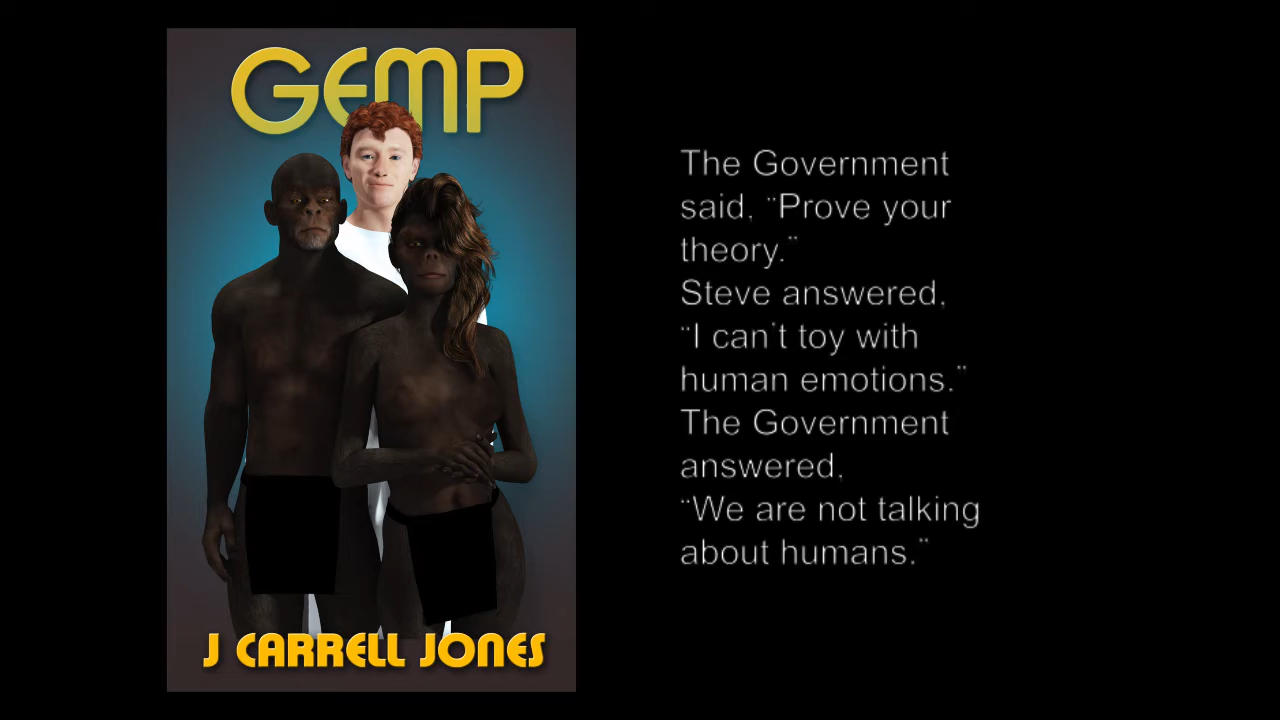 GEMP
J CARRELL JONES
The Government
said, ¨Prove your
theory.¨
Steve answered,
¨I can't toy with
human emotions.¨
The Government
answered,
¨We are not talking
about humans.¨